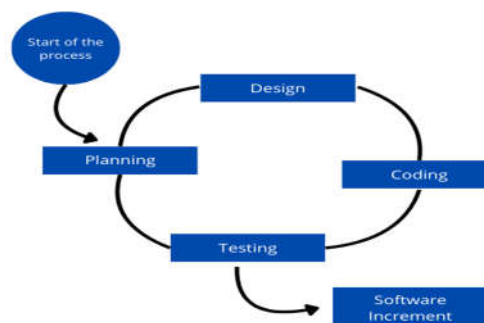 Start of the
process
Design
Planning
Coding
Testing
Software
Increment